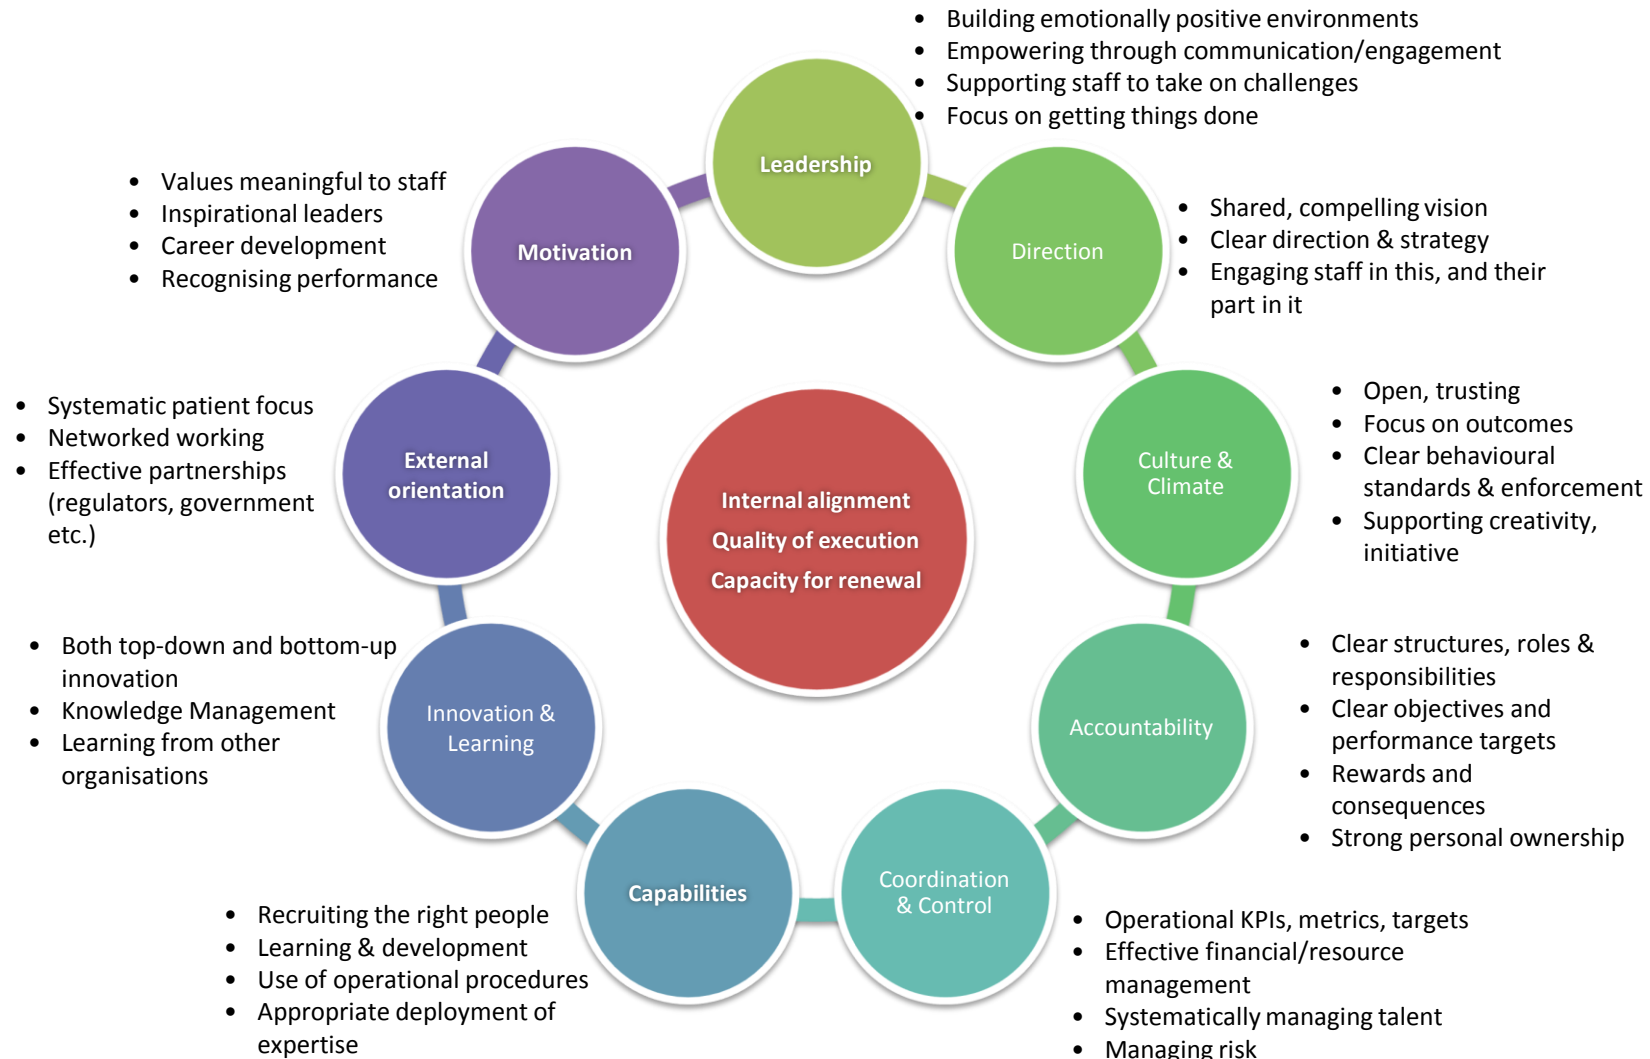 • Building emotionally positive environments
• Empowering through communication/engagement
• Supporting staff to take on challenges
• Focus on getting things done
Leadership
• Values meaningful to staff
• Inspirational leaders
• Career development
• Recognising performance
Motivation
Direction
• Shared, compelling vision
• Clear direction & strategy
• Engaging staff in this, and their
part in it
• Systematic patient focus
• Networked working
• Effective partnerships
(regulators, government
etc.)
External
orientation
Internal alignment
Quality of execution
Capacity for renewal
Culture &
Climate
• Open, trusting
• Focus on outcomes
• Clear behavioural
standards & enforcement
• Supporting creativity,
initiative
• Both top-down and bottom-up
innovation
• Knowledge Management
• Learning from other
organisations
Innovation &
Learning
Accountability
• Clear structures, roles &
responsibilities
• Clear objectives and
performance targets
• Rewards and
consequences
• Strong personal ownership
Capabilities
• Recruiting the right people
• Learning & development
• Use of operational procedures
• Appropriate deployment of
expertise
Coordination
& Control
• Operational KPIs, metrics, targets
• Effective financial/resource
management
• Systematically managing talent
• Managing risk